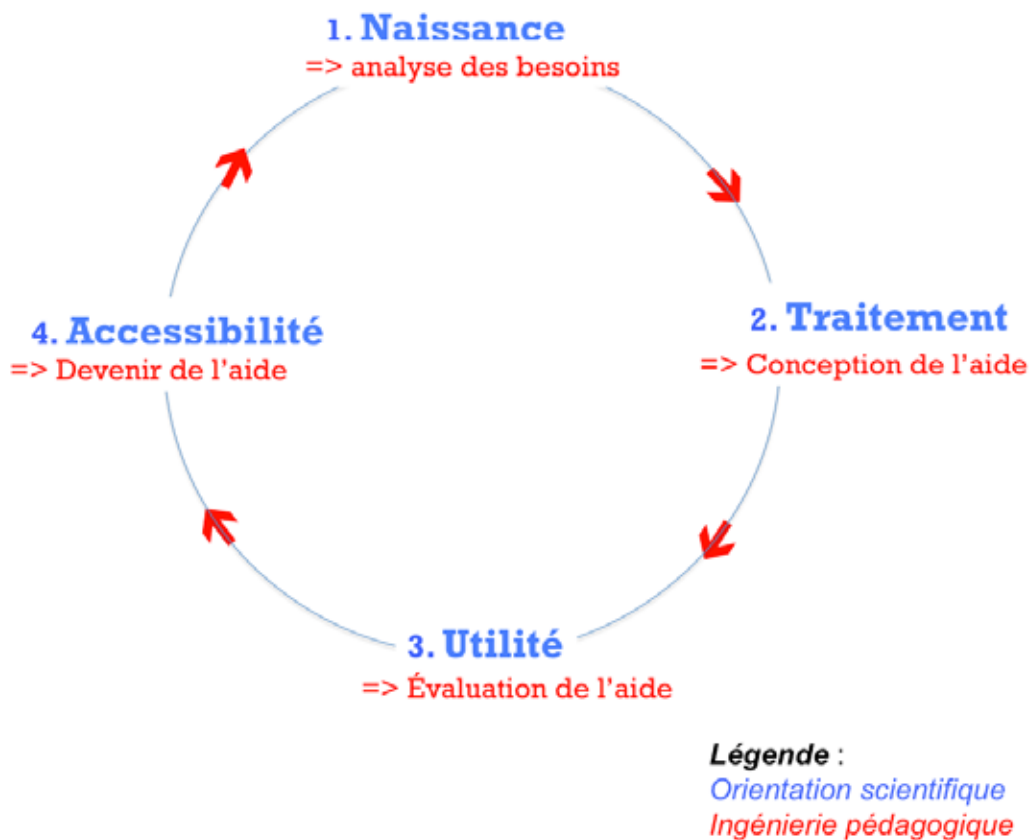 1. Naissance
=> analyse des besoins
2. Traitement
=> Conception de l'aide
3. Utilité
=> Évaluation de l'aide
4. Accessibilité
=> Devenir de l'aide
Légende :
Orientation scientifique
Ingénierie pédagogique